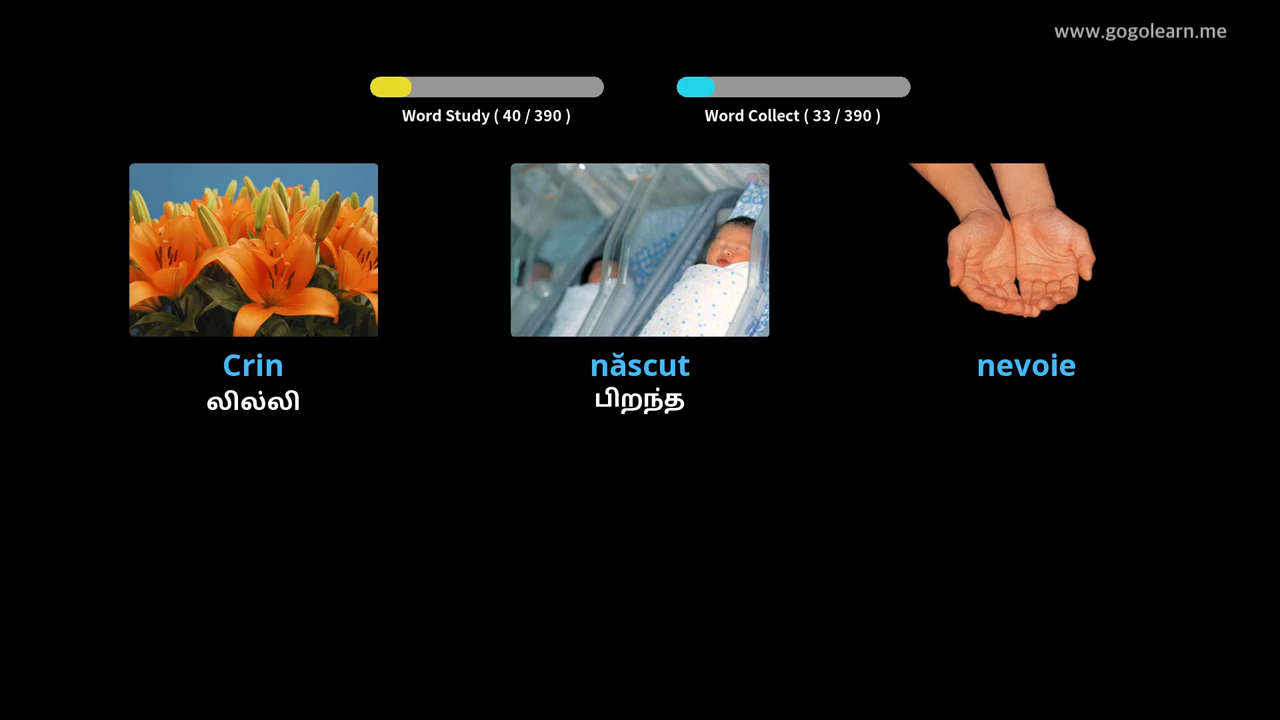 www.gogolearn.me
Word Study ( 40 / 390 )
Word Collect ( 33 / 390 )
Crin
லில்லி
născut
பிறந்த
nevoie